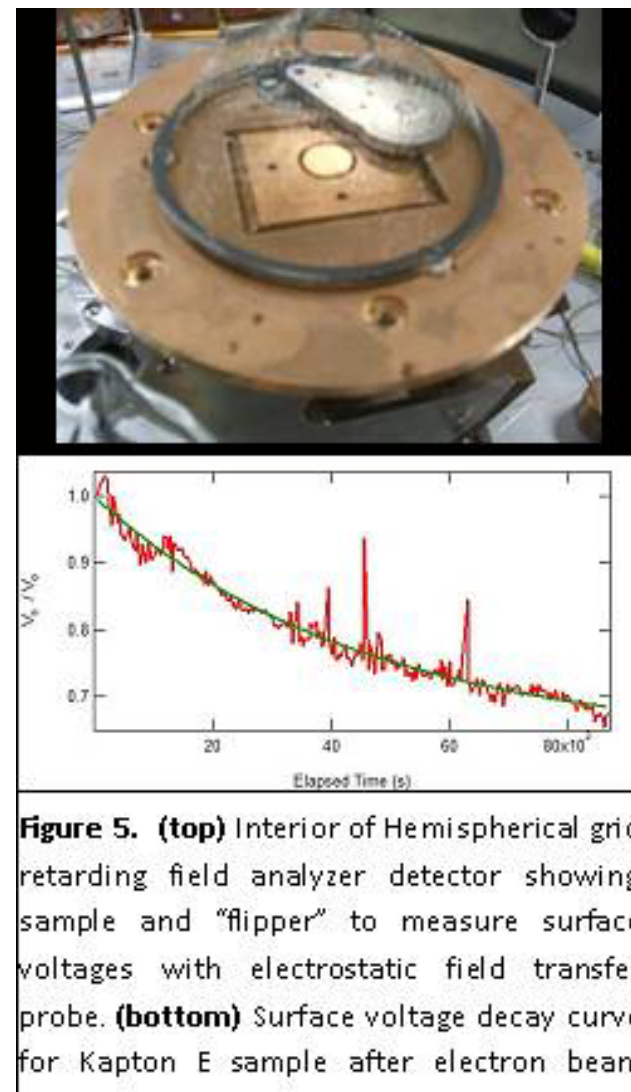 1.0
0.9
0.8
0.7
20 40 60
Elapsed Time (s)
Figure 5. (top) Interior of Hemispherical grid
retarding field analyzer detector showing
sample and “flipper” to measure surface
voltages with electrostatic field transfe
probe. (bottom) Surface voltage decay curve
for Kapton E sample after electron beam